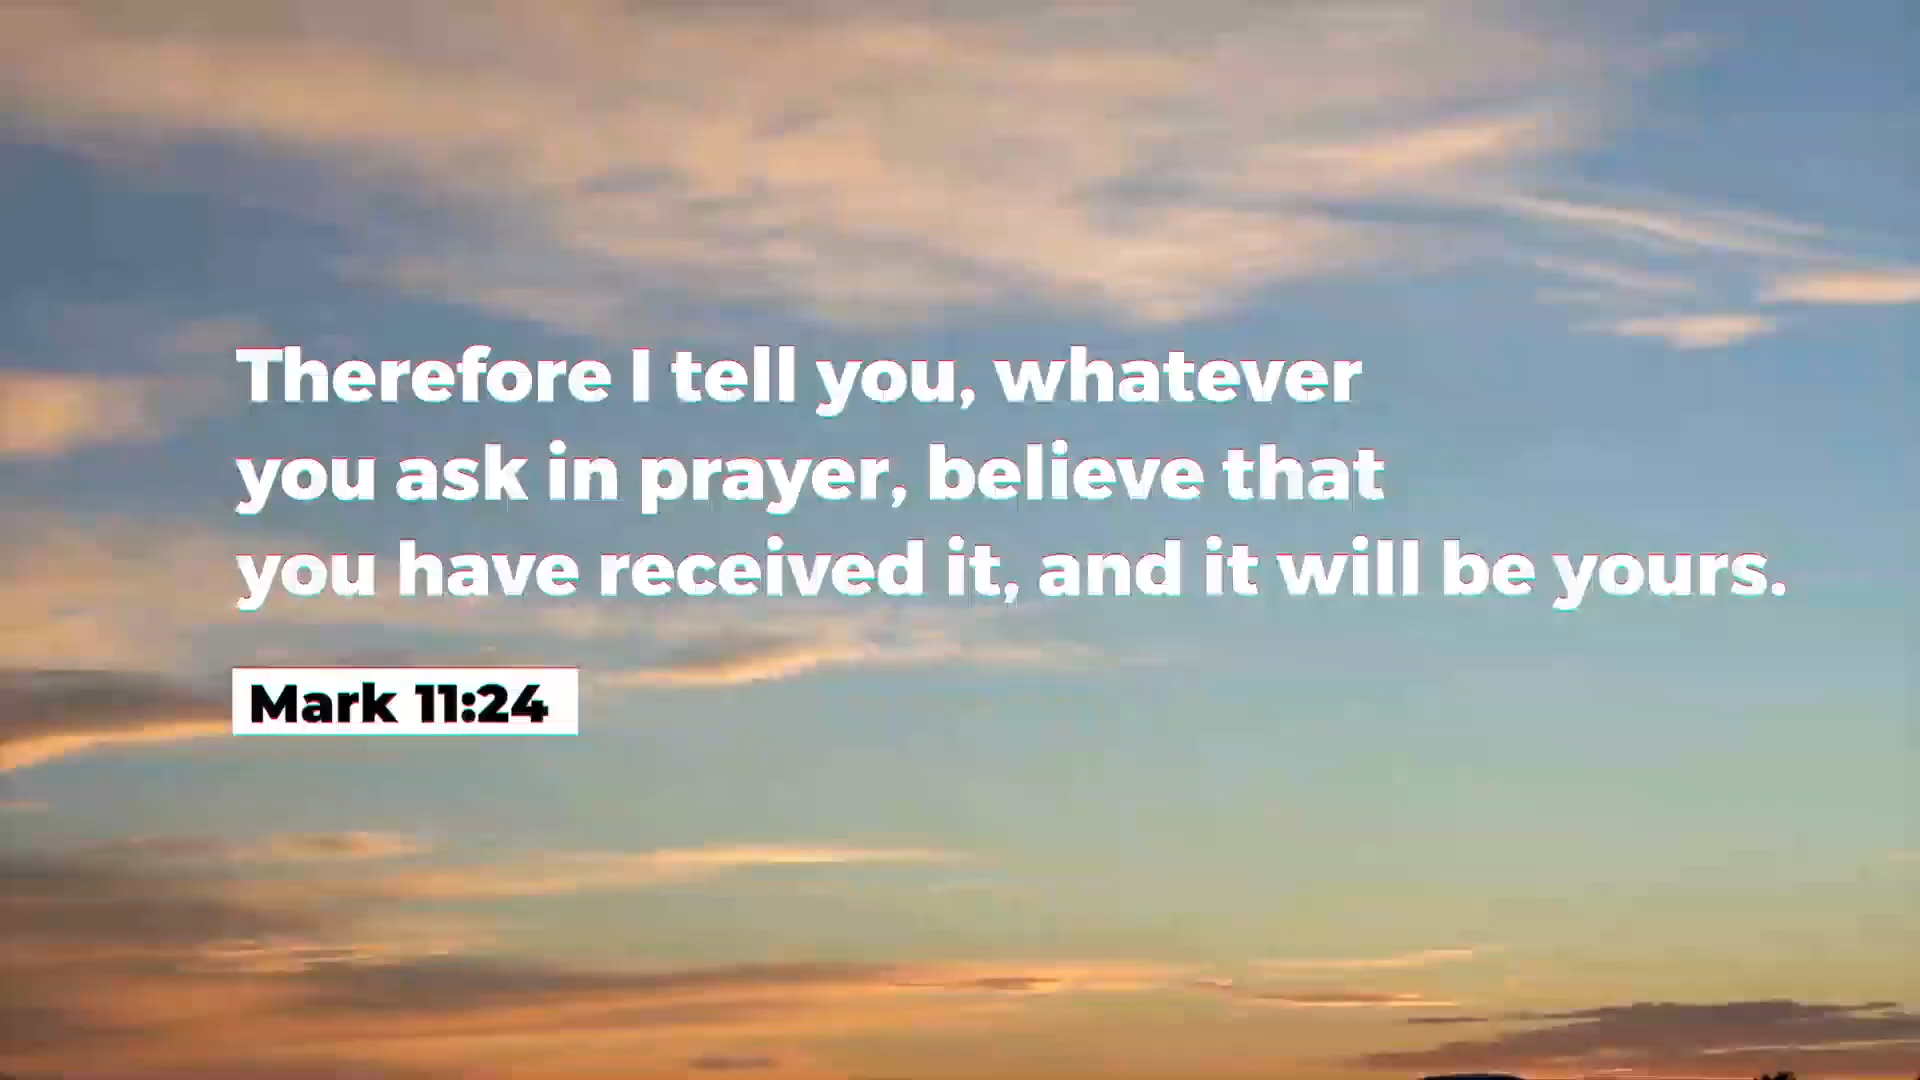 Therefore I tell you, whatever
you ask in prayer, believe that
you have received it, and it will be yours.
Mark 11:24